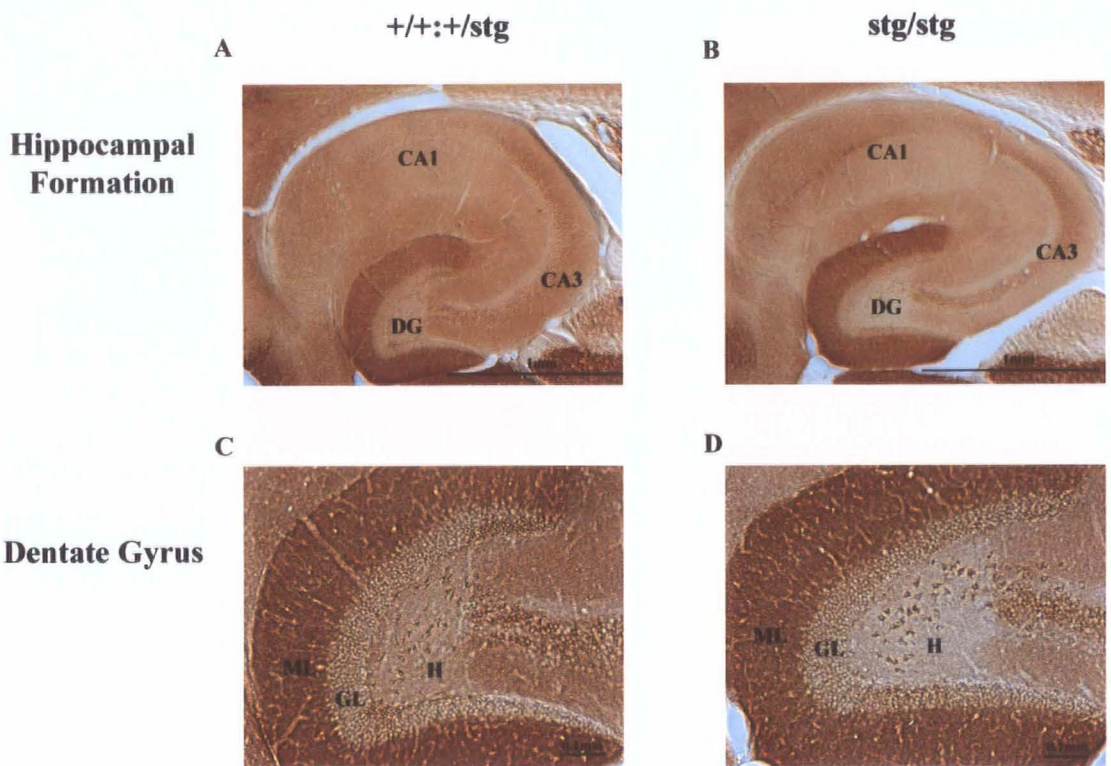 +/+:+/stg
stg/stg
A
B
Hippocampal
Formation
CA1
CA3
DG
1mm
CA1
CA3
DG
1mm
C
D
Dentate Gyrus
ML
GL
H
0.1mm
ML
GL
H
0.1mm